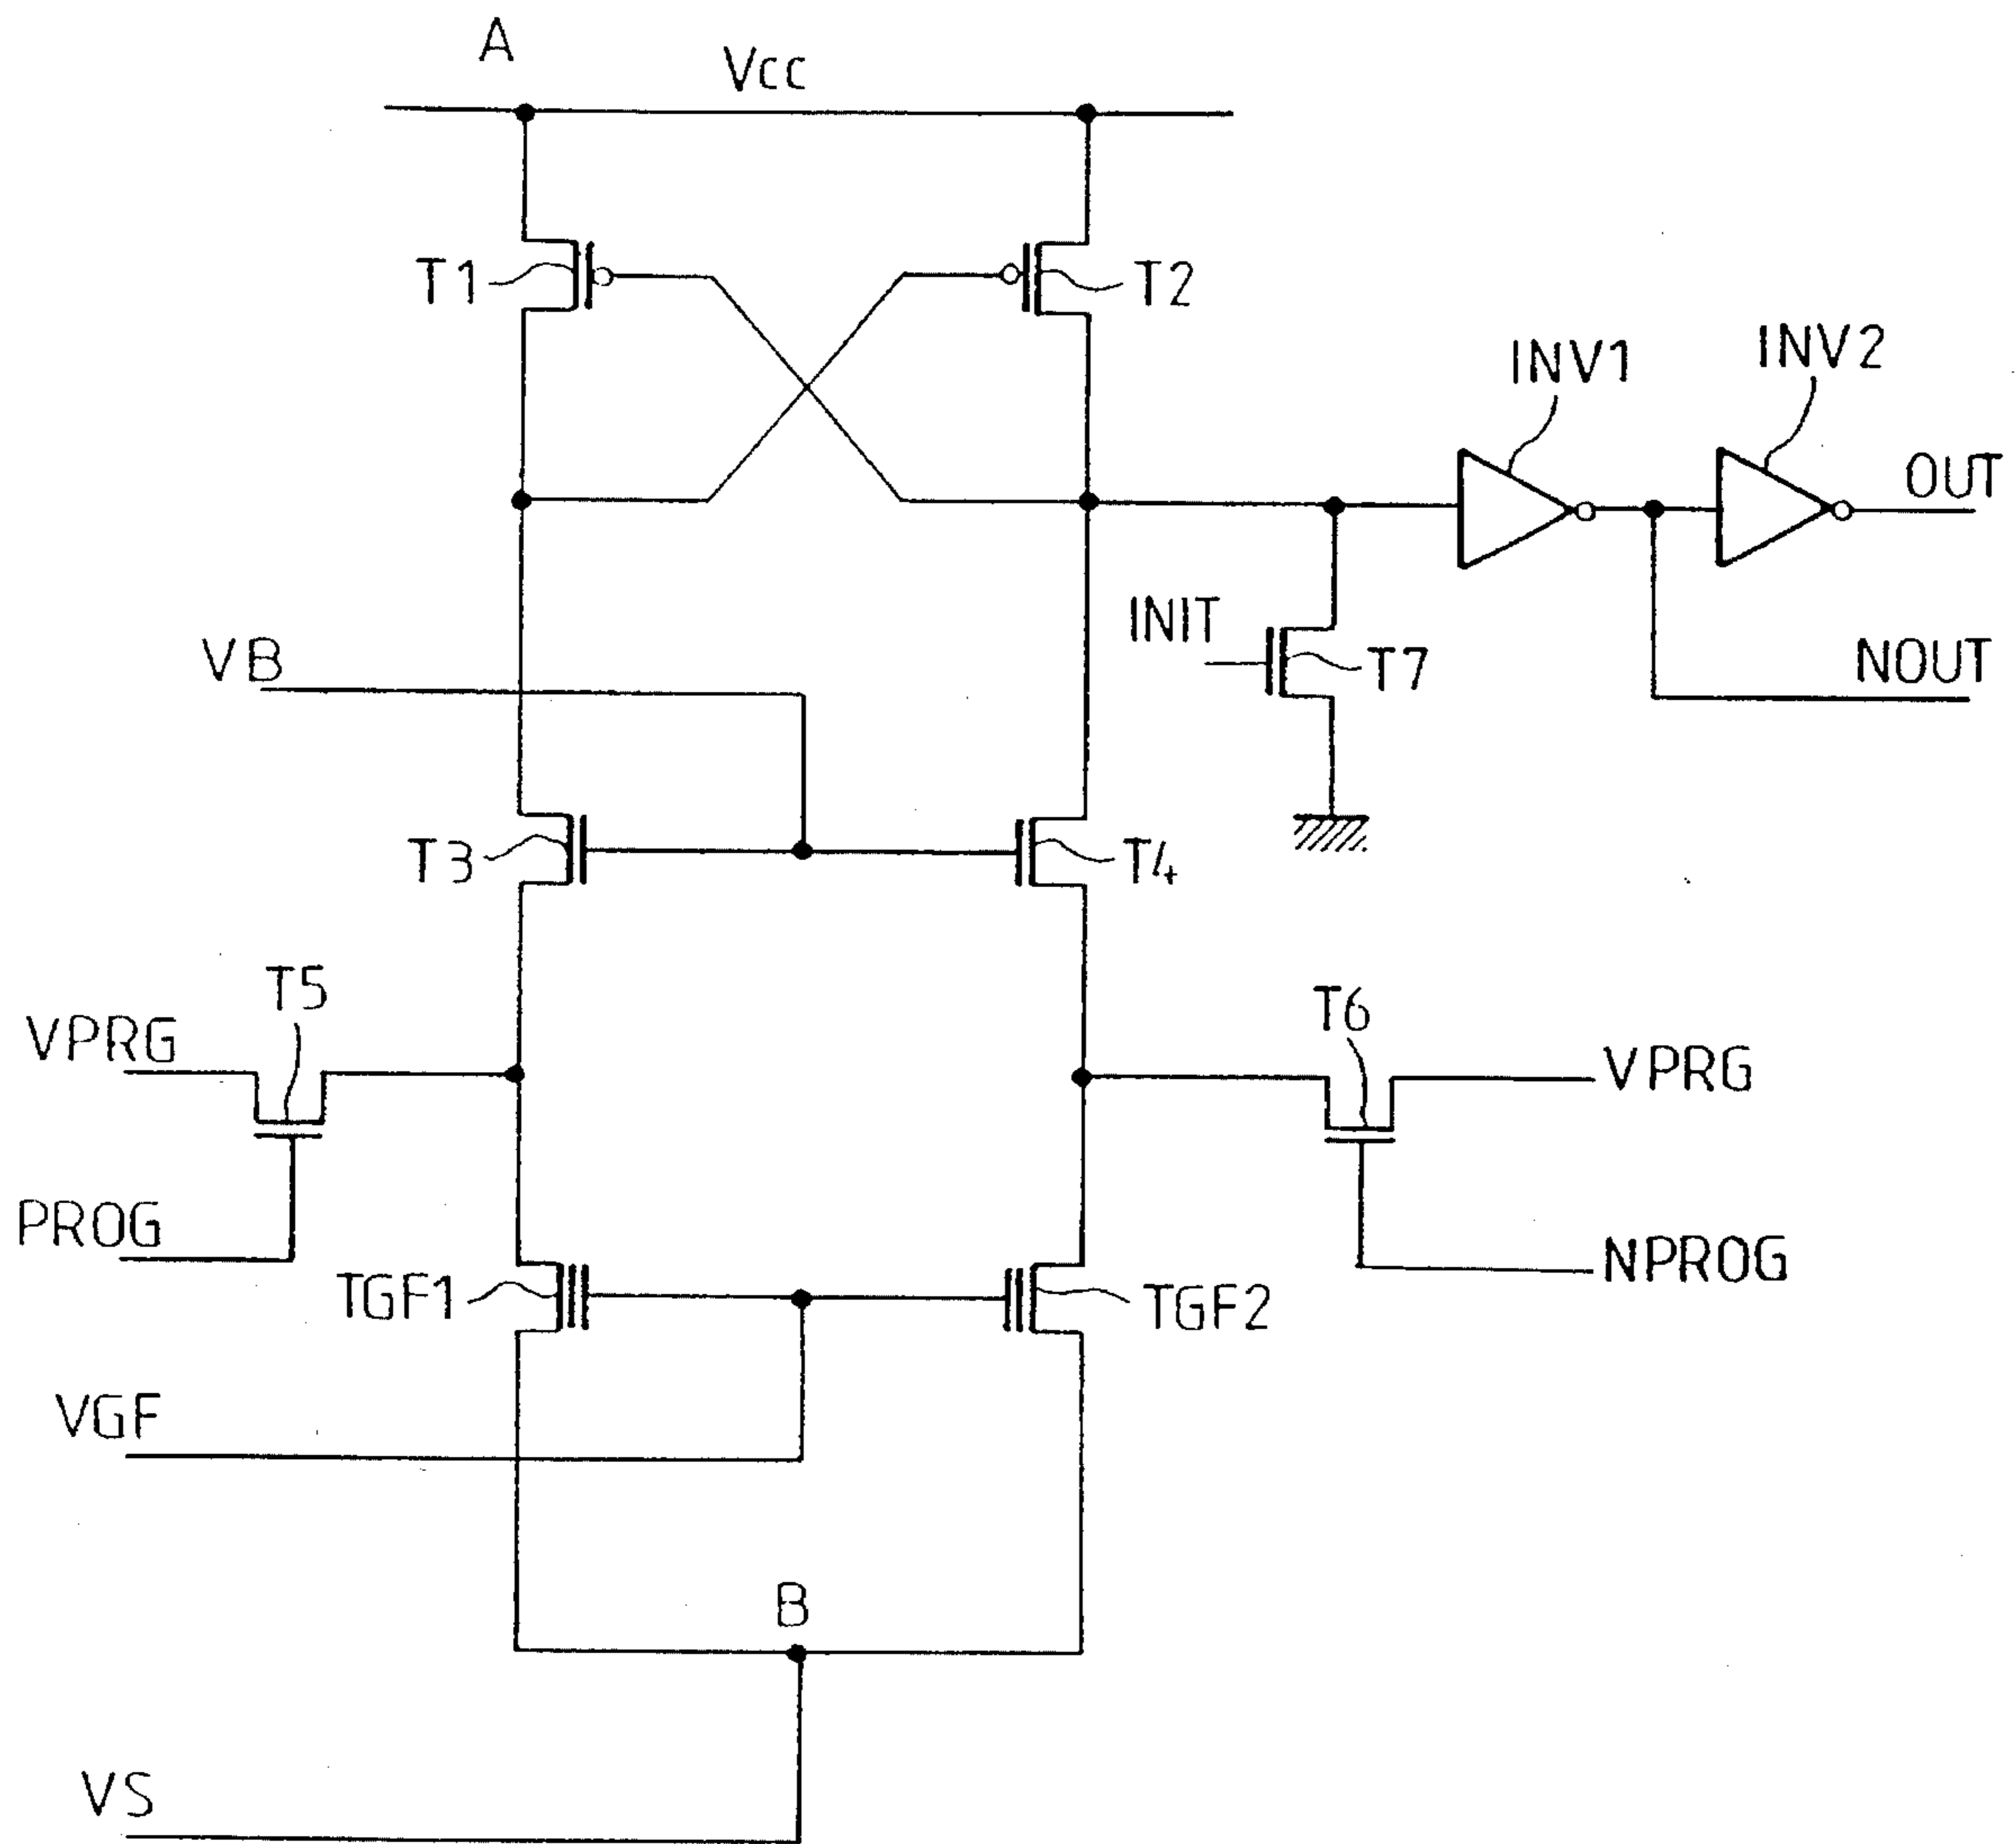 A
Vcc
T1
T2
INV1
INV2
OUT
INIT
T7
NOUT
VB
T3
T4
T5
VPRG
T6
VPRG
PROG
NPROG
TGF1
TGF2
VGF
B
VS